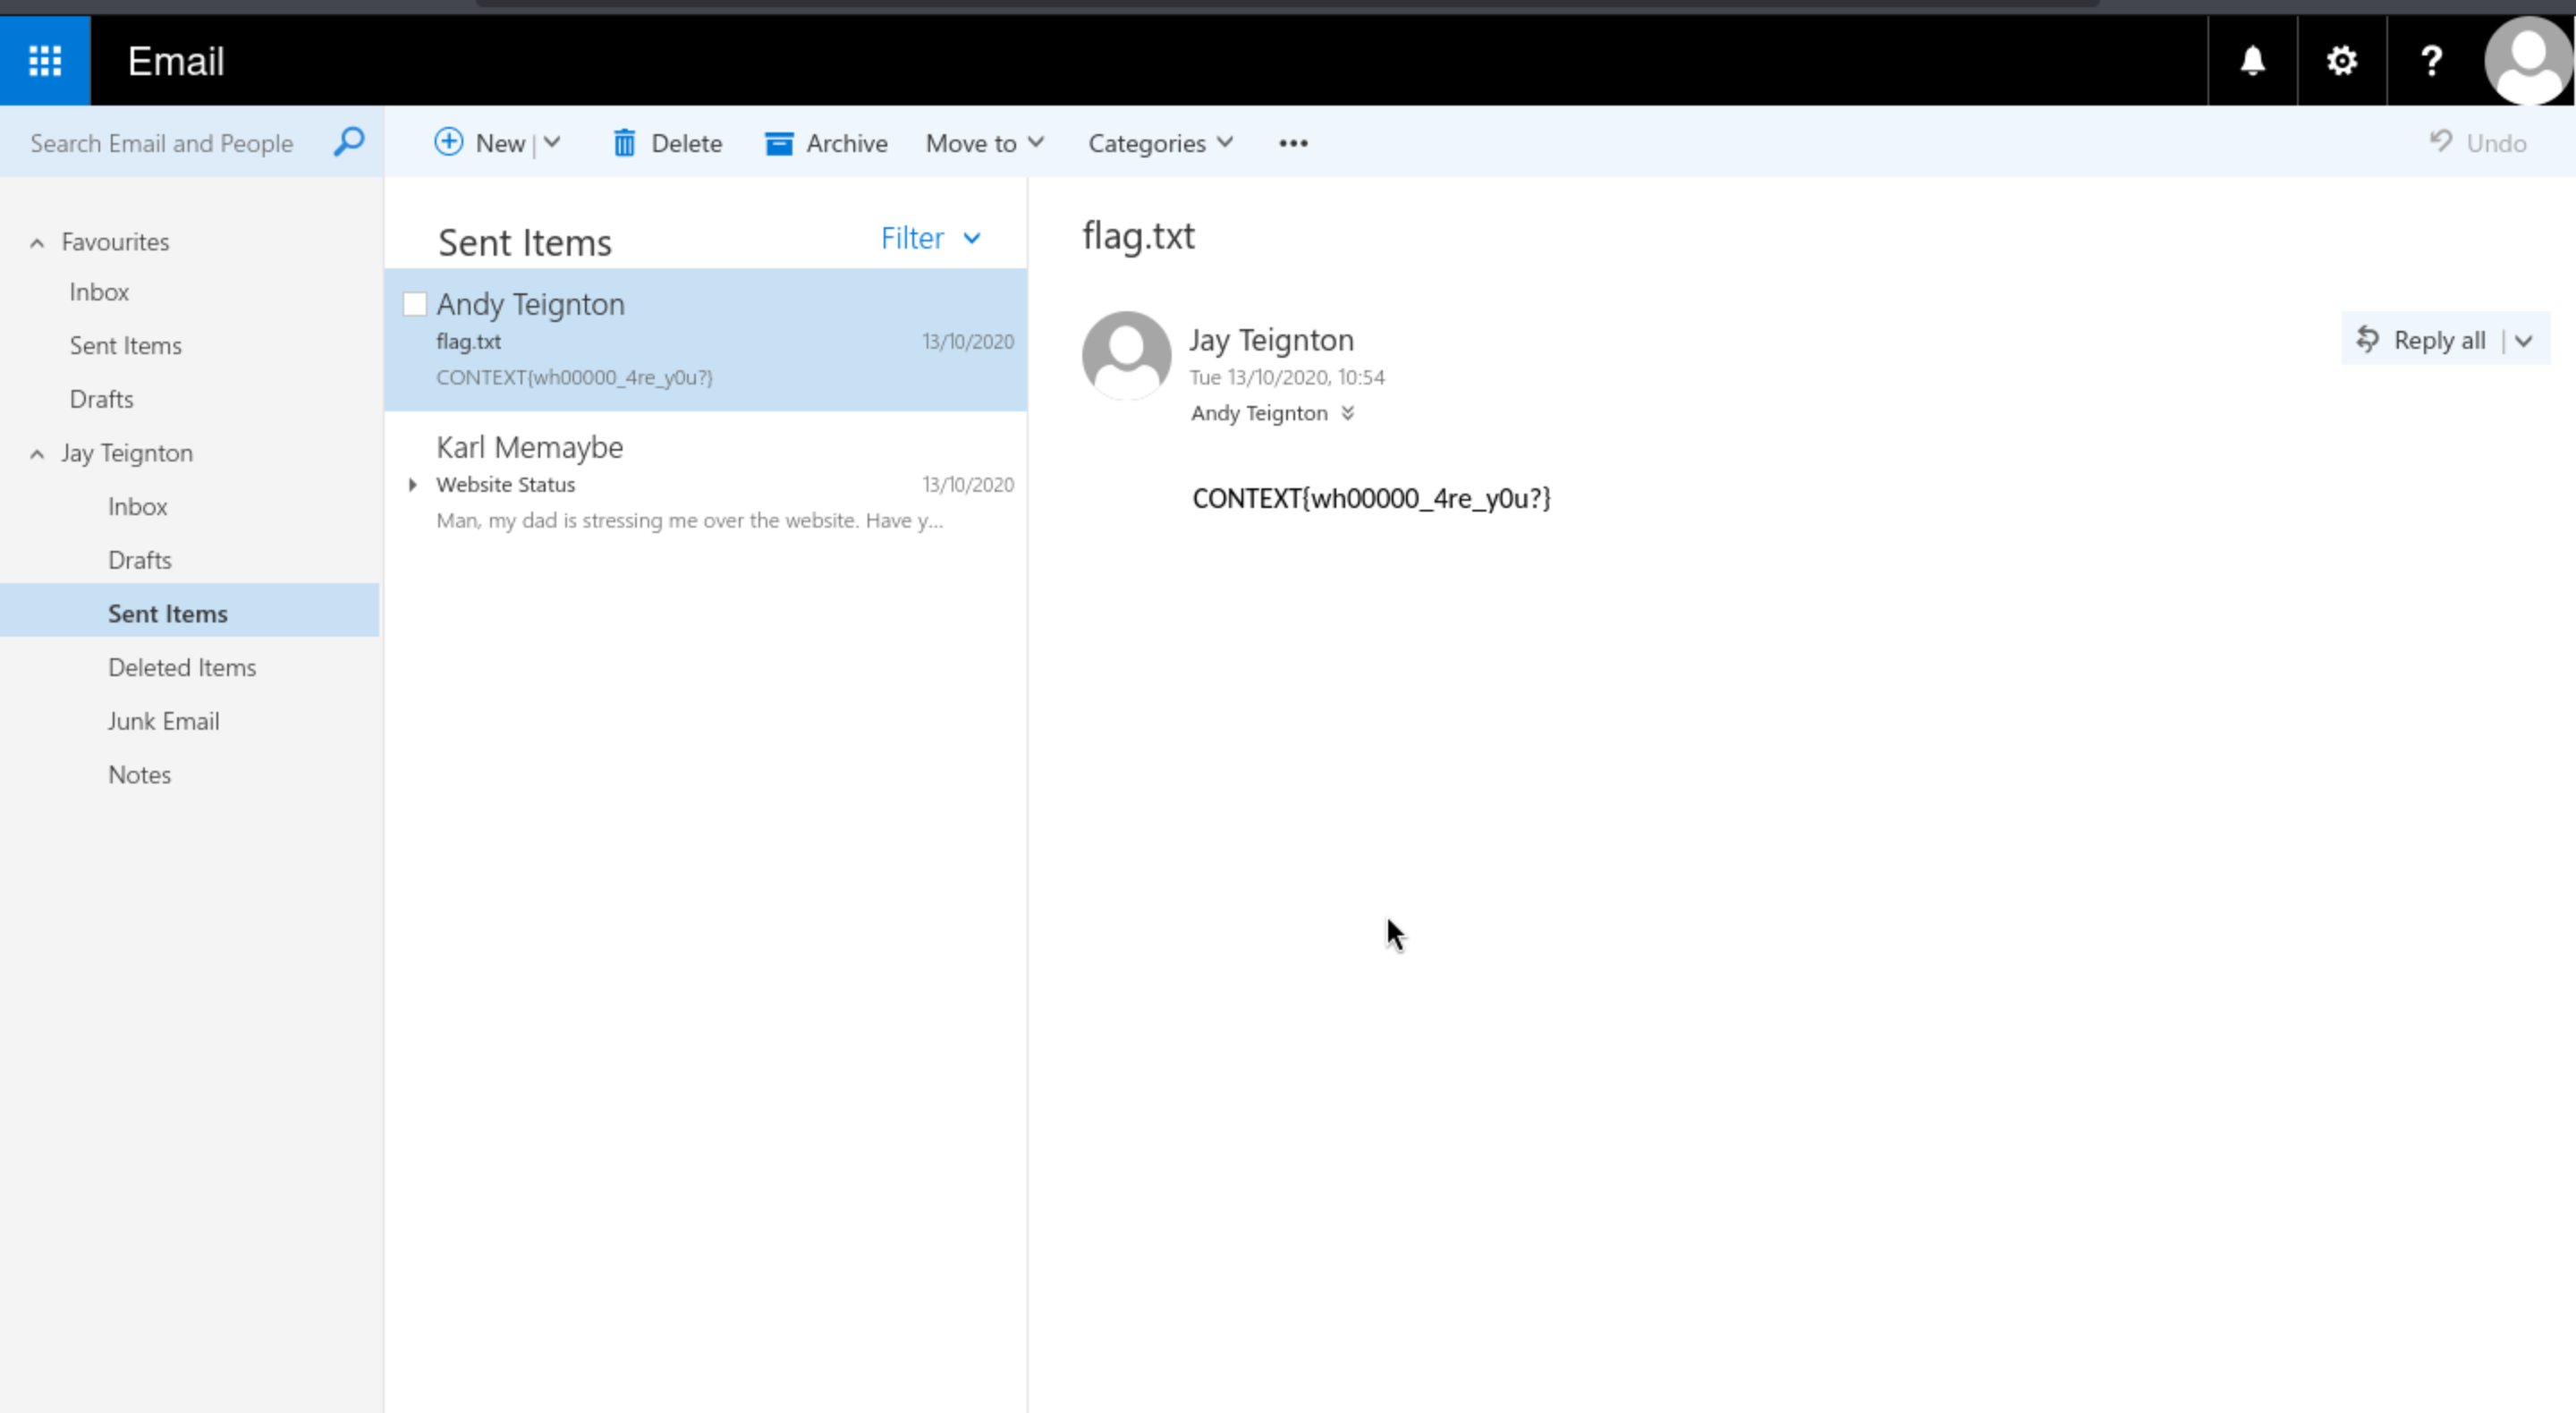 Email
Search Email and People
New
Delete
Archive
Move to
Categories
Undo
Favourites
Inbox
Sent Items
Drafts
Jay Teignton
Inbox
Drafts
Sent Items
Deleted Items
Junk Email
Notes
Sent Items
Filter
Andy Teignton
flag.txt 13/10/2020
CONTEXT{wh00000_4re_y0u?}
Karl Memaybe
Website Status 13/10/2020
Man, my dad is stressing me over the website. Have y...
flag.txt
Jay Teignton
Tue 13/10/2020, 10:54
Andy Teignton
Reply all
CONTEXT{wh00000_4re_y0u?}